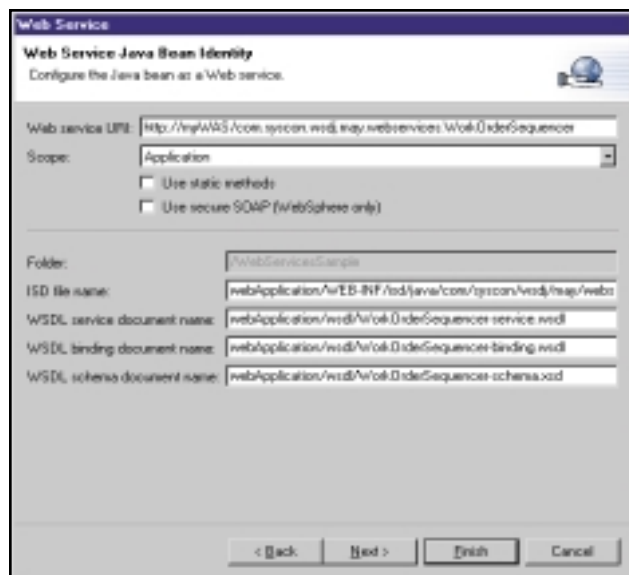 Web Service
Web Service Java Bean Identity
Configure the Java bean as a Web service.
Web service URI: http://myWAS/com.syscon.wsdj.may.webservices.WorkOrderSequencer
Scope: Application
Use static methods
Use secure SOAP (WebSphere only)
Folder: /WebServicesSample
ISD file name: webApplication/WEB-INF/isd/java/com/syscon/wsdj/may/webs
WSDL service document name: webApplication/wsdl/WorkOrderSequencer-service.wsdl
WSDL binding document name: webApplication/wsdl/WorkOrderSequencer-binding.wsdl
WSDL schema document name: webApplication/wsdl/WorkOrderSequencer-schema.xsd
< Back Next > Finish Cancel